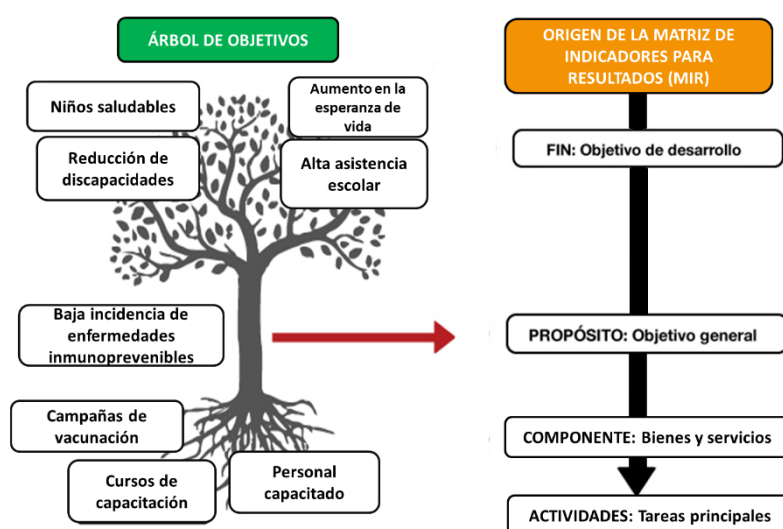 ÁRBOL DE OBJETIVOS
Niños saludables
Aumento en la
esperanza de
vida
Reducción de
discapacidades
Alta asistencia
escolar
Baja incidencia de
enfermedades
inmunoprevenibles
Campañas de
vacunación
Cursos de
capacitación
Personal
capacitado
ORIGEN DE LA MATRIZ DE
INDICADORES PARA
RESULTADOS (MIR)
FIN: Objetivo de desarrollo
PROPÓSITO: Objetivo general
COMPONENTE: Bienes y servicios
ACTIVIDADES: Tareas principales